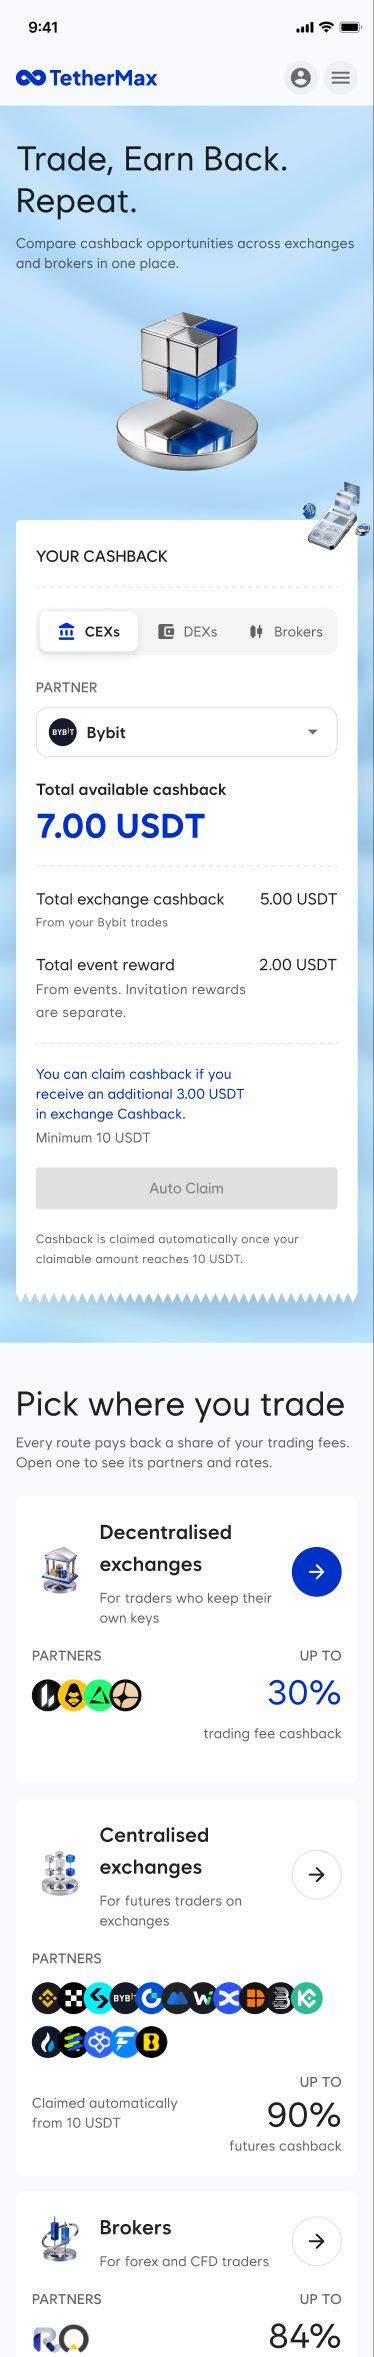 9:41
TetherMax
Trade, Earn Back.
Repeat.
Compare cashback opportunities across exchanges
and brokers in one place.
YOUR CASHBACK
CEXs DEXs Brokers
PARTNER
BYBIT Bybit
Total available cashback
7.00 USDT
Total exchange cashback 5.00 USDT
From your Bybit trades
Total event reward 2.00 USDT
From events. Invitation rewards
are separate.
You can claim cashback if you
receive an additional 3.00 USDT
in exchange Cashback.
Minimum 10 USDT
Auto Claim
Cashback is claimed automatically once your
claimable amount reaches 10 USDT.
Pick where you trade
Every route pays back a share of your trading fees.
Open one to see its partners and rates.
Decentralised
exchanges
For traders who keep their
own keys
PARTNERS UP TO
30%
trading fee cashback
Centralised
exchanges
For futures traders on
exchanges
PARTNERS
BYBIT
UP TO
Claimed automatically
from 10 USDT
90%
futures cashback
Brokers
For forex and CFD traders
PARTNERS UP TO
84%